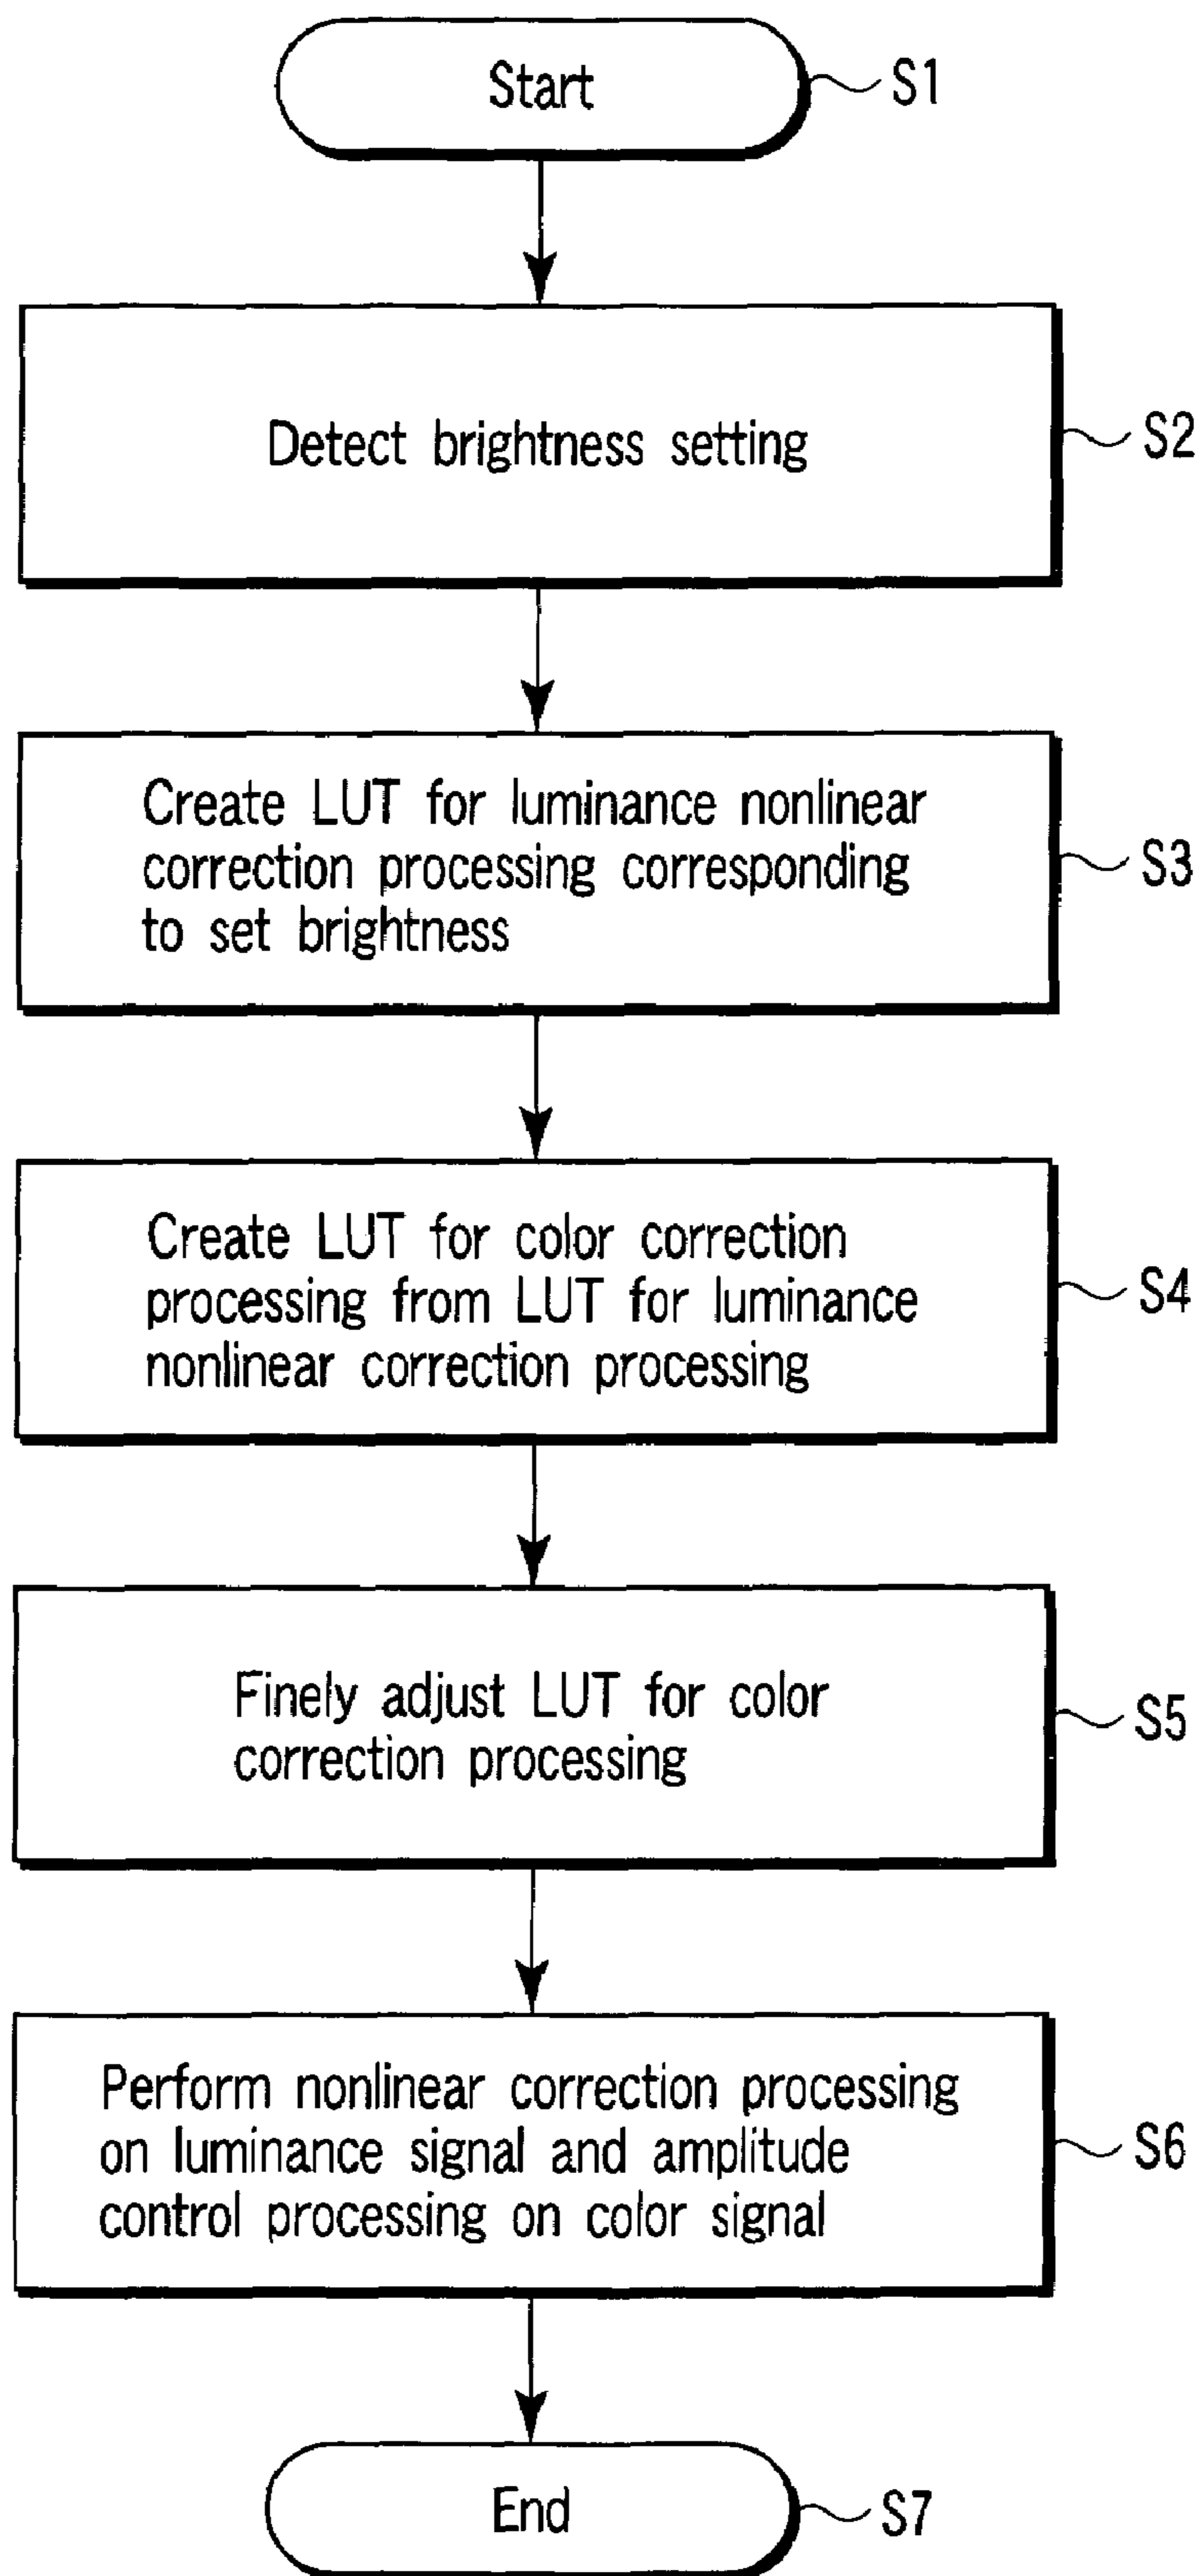 Start
S1
Detect brightness setting
S2
Create LUT for luminance nonlinear
correction processing corresponding
to set brightness
S3
Create LUT for color correction
processing from LUT for luminance
nonlinear correction processing
S4
Finely adjust LUT for color
correction processing
S5
Perform nonlinear correction processing
on luminance signal and amplitude
control processing on color signal
S6
End
S7